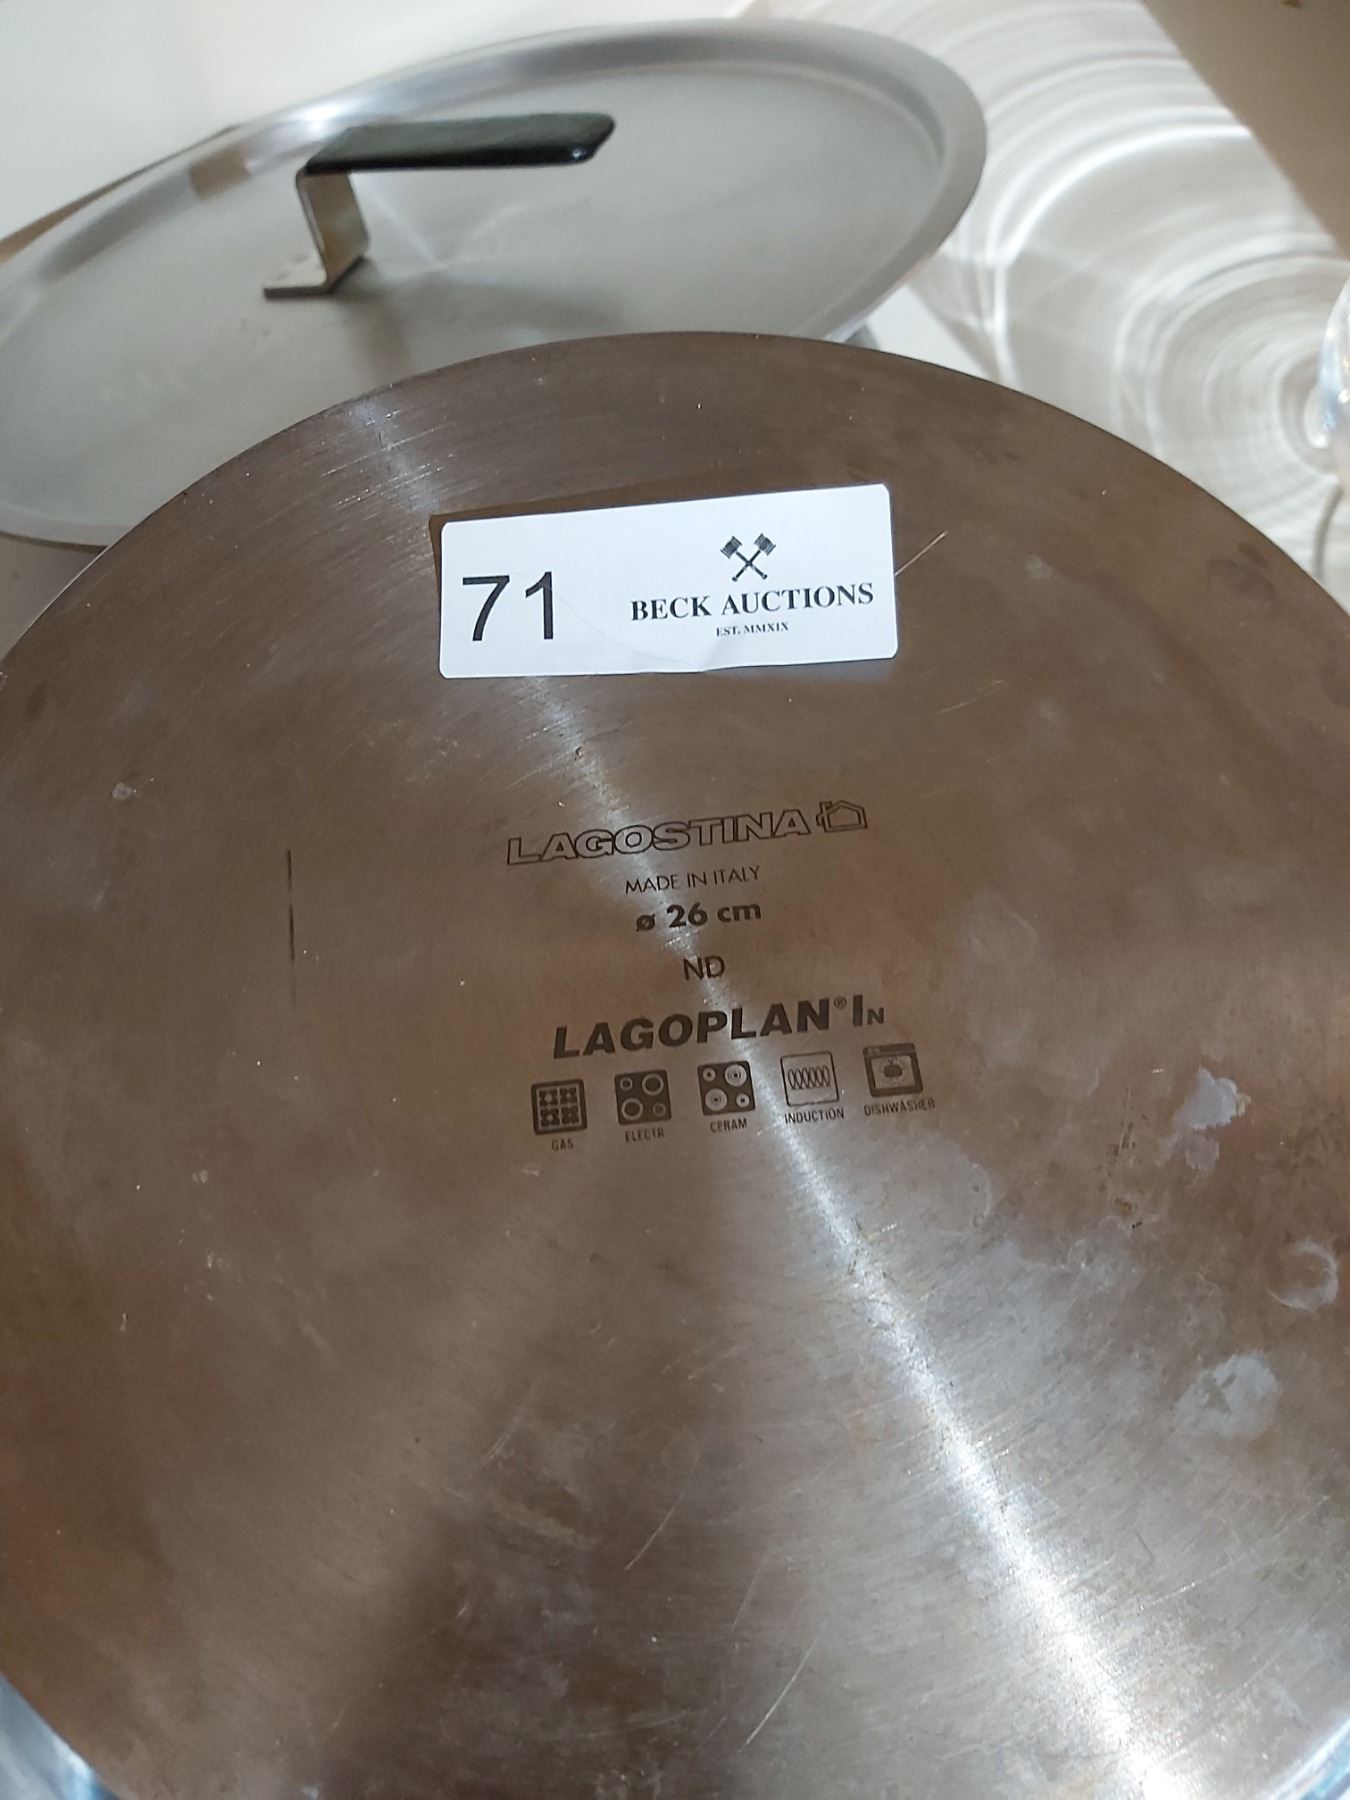 71
BECK AUCTIONS
EST. MMXIX
LAGOSTINA
MADE IN ITALY
ø 26 cm
ND
LAGOPLAN® IN
GAS ELECTR CERAM INDUCTION DISHWASHER